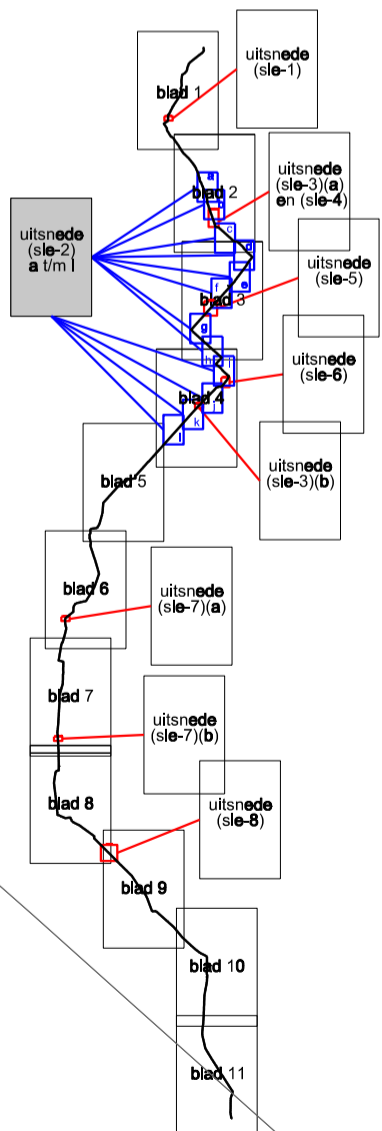 uitsnede
(sle-1)
blad 1
uitsnede
(sle-3)(a)
en (sle-4)
a
blad 2
b
uitsnede
(sle-2)
a t/m l
c
d
uitsnede
(sle-5)
e
f
blad 3
g
h
uitsnede
(sle-6)
i
blad 4
j
k
l
uitsnede
(sle-3)(b)
blad 5
blad 6
uitsnede
(sle-7)(a)
blad 7
uitsnede
(sle-7)(b)
blad 8
uitsnede
(sle-8)
blad 9
blad 10
blad 11